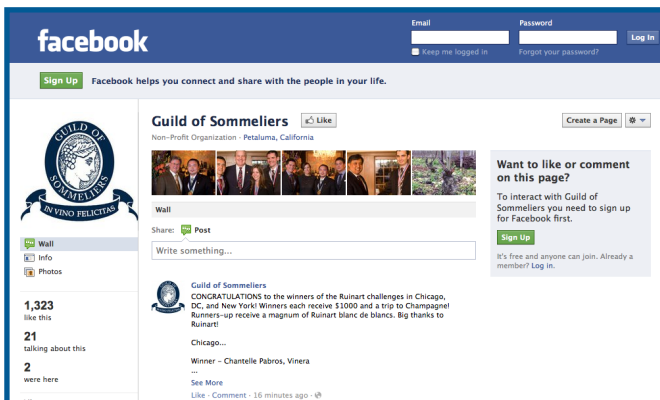 facebook
Email
Password
Log In
Keep me logged in
Forgot your password?
Sign Up
Facebook helps you connect and share with the people in your life.
GUILD OF
SOMMELIERS
IN VINO FELICITAS
Wall
Info
Photos
1,323
like this
21
talking about this
2
were here
Guild of Sommeliers
Like
Non-Profit Organization · Petaluma, California
Create a Page
Wall
Share: Post
Write something...
Guild of Sommeliers
CONGRATULATIONS to the winners of the Ruinart challenges in Chicago,
DC, and New York! Winners each receive $1000 and a trip to Champagne!
Runners-up receive a magnum of Ruinart blanc de blancs. Big thanks to
Ruinart!
Chicago...
Winner – Chantelle Pabros, Vinera
...
See More
Like · Comment · 16 minutes ago ·
Want to like or comment
on this page?
To interact with Guild of
Sommeliers you need to sign up
for Facebook first.
Sign Up
It's free and anyone can join. Already a
member? Log in.